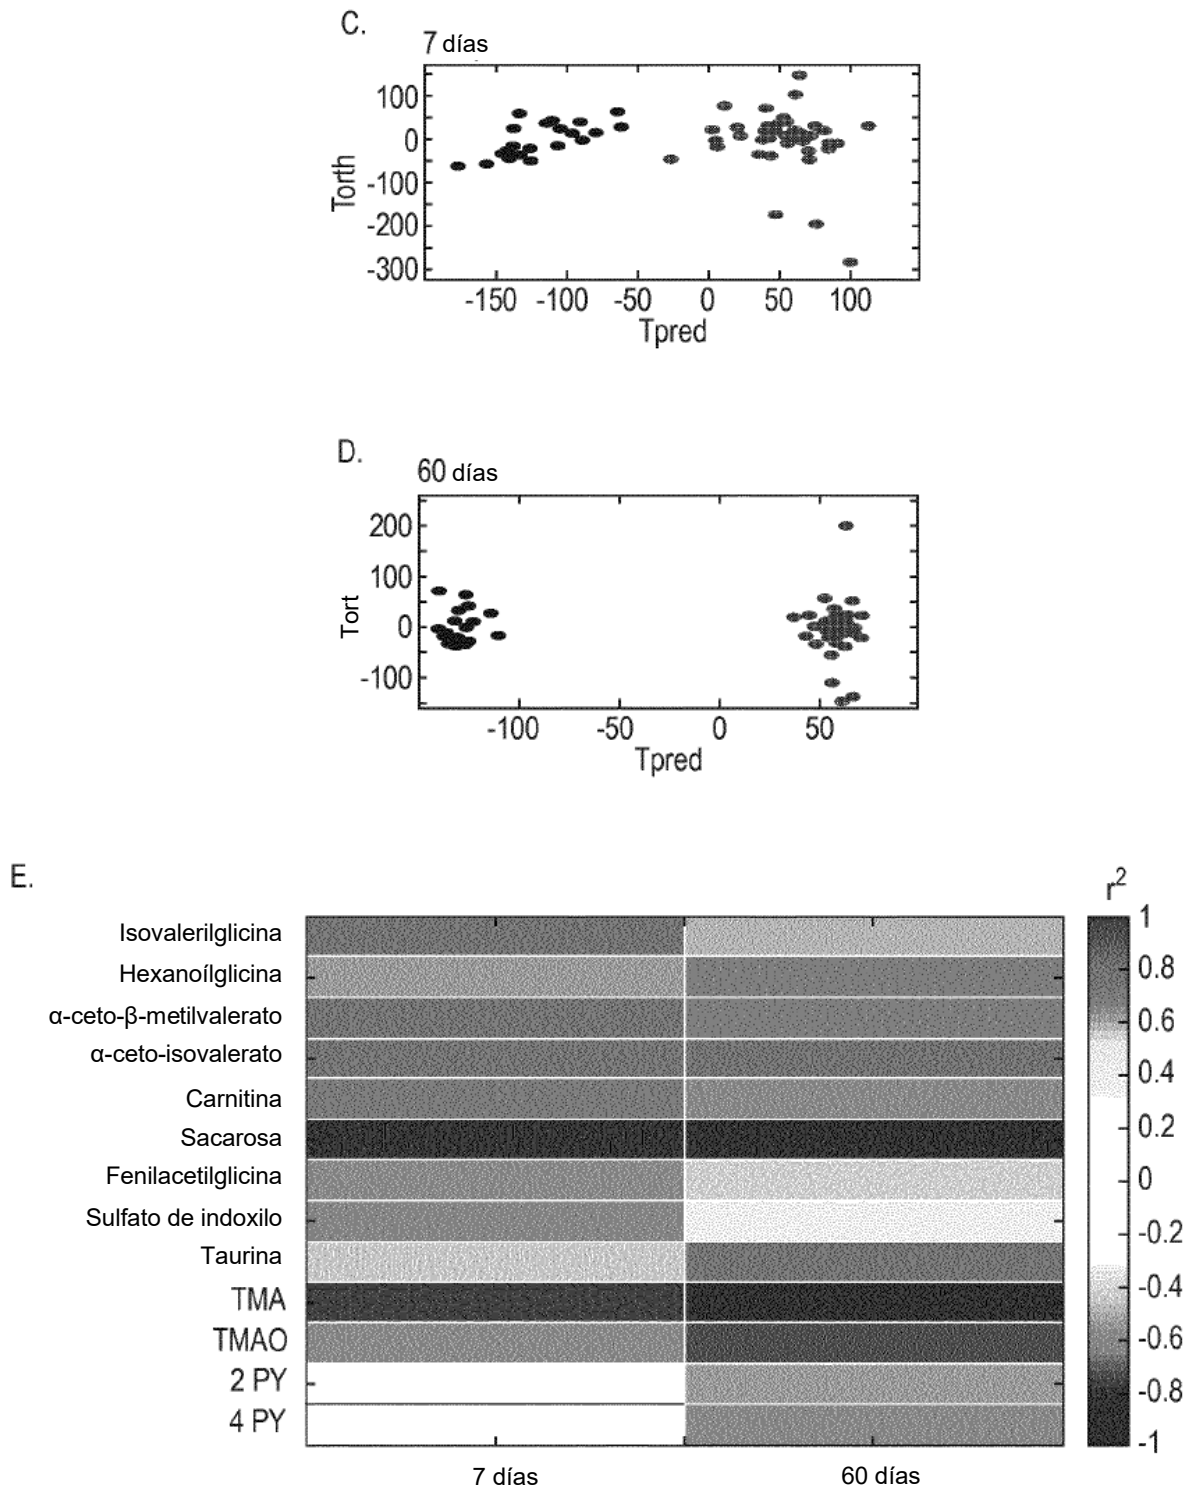 C.
7 días
100
0
-100
-200
-300
Torth
-150 -100 -50 0 50 100
Tpred
D.
60 días
200
100
0
-100
Tort
-100 -50 0 50
Tpred
E.
r2
Isovalerilglicina
Hexanoílglicina
α-ceto-β-metilvalerato
α-ceto-isovalerato
Carnitina
Sacarosa
Fenilacetilglicina
Sulfato de indoxilo
Taurina
TMA
TMAO
2 PY
4 PY
1
0.8
0.6
0.4
0.2
0
-0.2
-0.4
-0.6
-0.8
-1
7 días 60 días